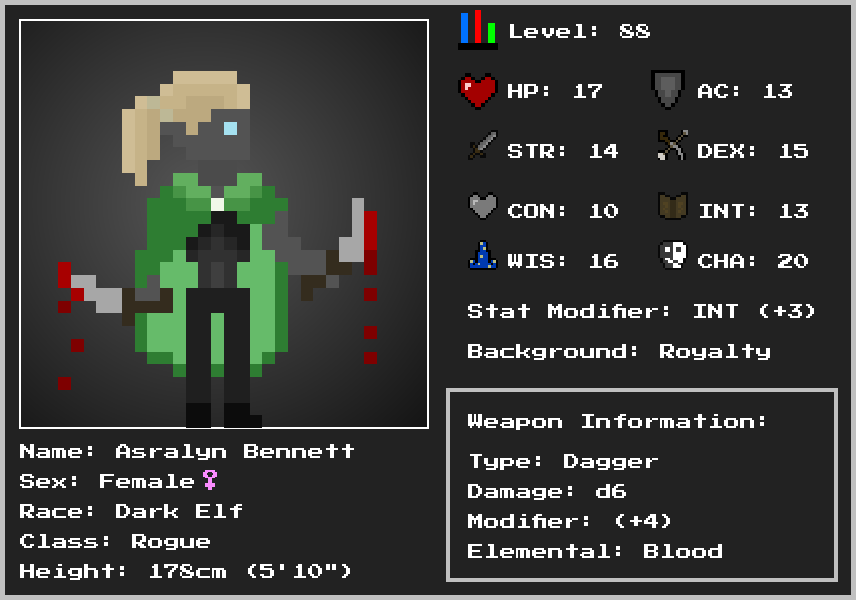 Level: 88
HP: 17
AC: 13
STR: 14
DEX: 15
CON: 10
INT: 13
WIS: 16
CHA: 20
Stat Modifier: INT (+3)
Background: Royalty
Name: Asralyn Bennett
Sex: Female♀
Race: Dark Elf
Class: Rogue
Height: 178cm (5'10")
Weapon Information:
Type: Dagger
Damage: d6
Modifier: (+4)
Elemental: Blood